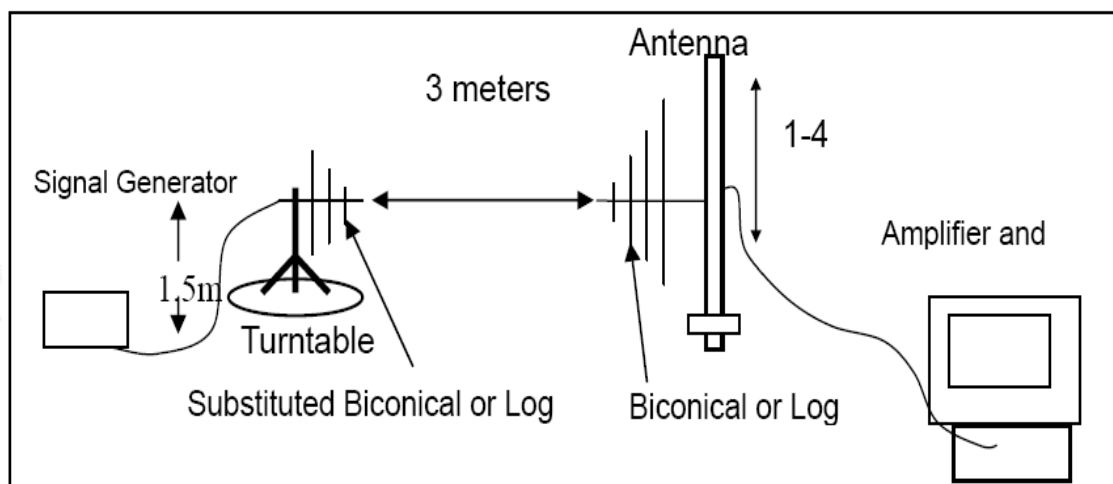 Antenna
3 meters
1-4
Signal Generator
Amplifier and
1.5m
Turntable
Substituted Biconical or Log
Biconical or Log